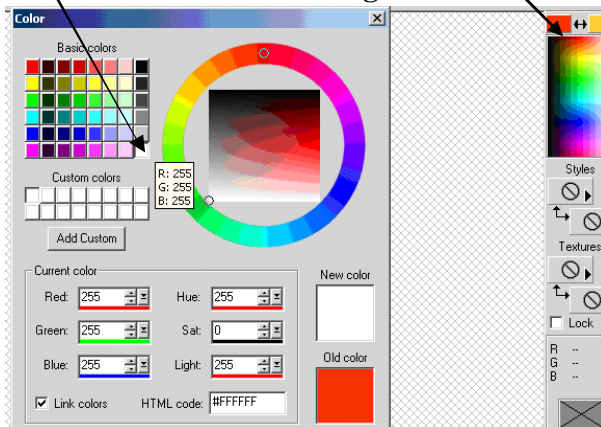 Color
Basic colors
R: 255
G: 255
B: 255
Custom colors
Add Custom
Current color
Red: 255 Hue: 255
Green: 255 Sat: 0
Blue: 255 Light: 255
Link colors HTML code: #FFFFFF
New color
Old color
Styles
Textures
Lock
R --
G --
B --